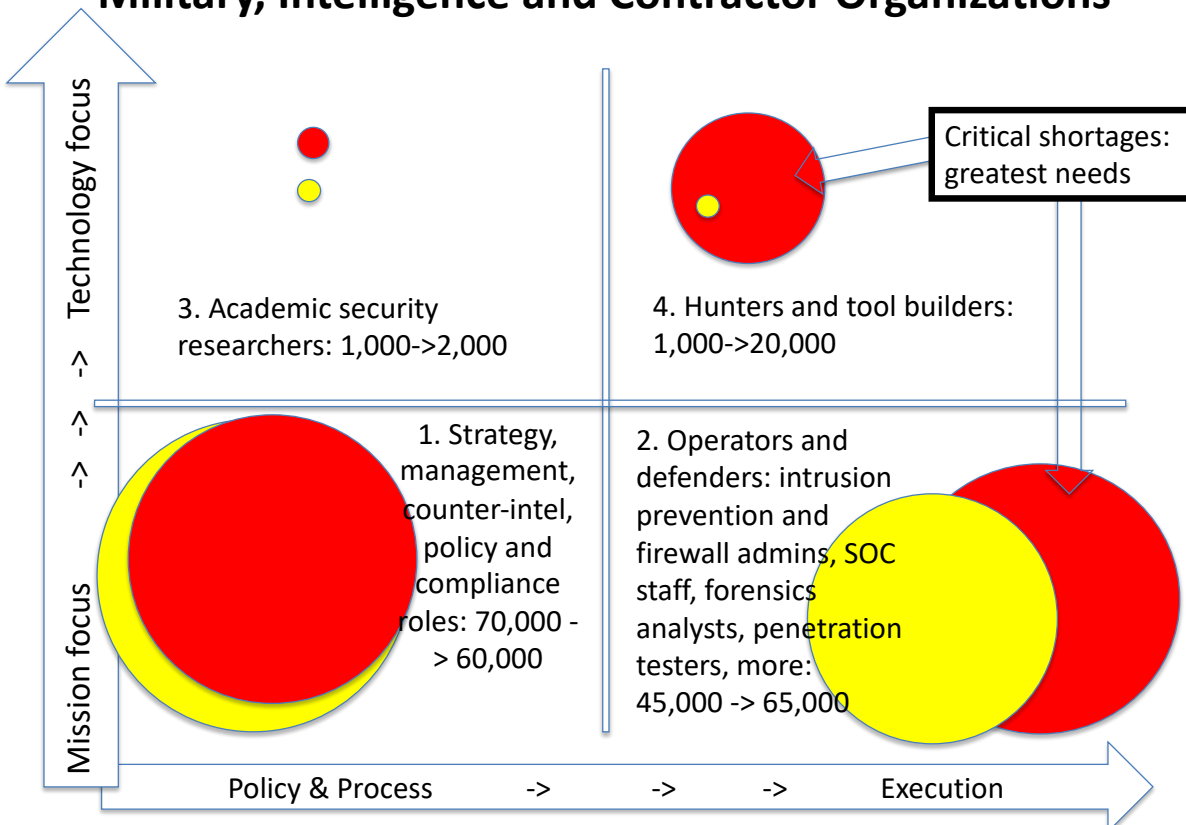 Military, Intelligence and Contractor Organizations
Technology focus
-> -> ->
Mission focus
Critical shortages:
greatest needs
3. Academic security
researchers: 1,000->2,000
4. Hunters and tool builders:
1,000->20,000
1. Strategy,
management,
counter-intel,
policy and
compliance
roles: 70,000 -
> 60,000
2. Operators and
defenders: intrusion
prevention and
firewall admins, SOC
staff, forensics
analysts, penetration
testers, more:
45,000 -> 65,000
Policy & Process -> -> -> Execution